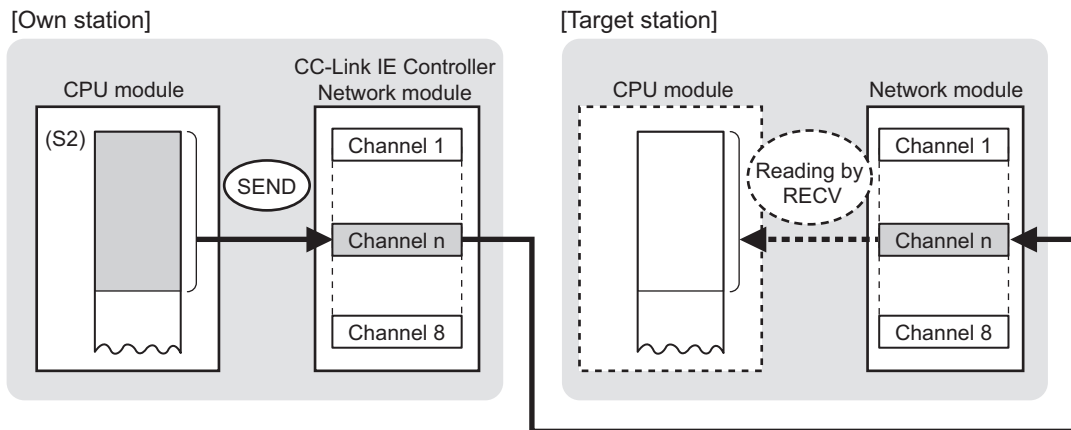 [Own station]
CPU module
CC-Link IE Controller
Network module
(S2)
SEND
Channel 1
Channel n
Channel 8
[Target station]
CPU module
Network module
Reading by
RECV
Channel 1
Channel n
Channel 8